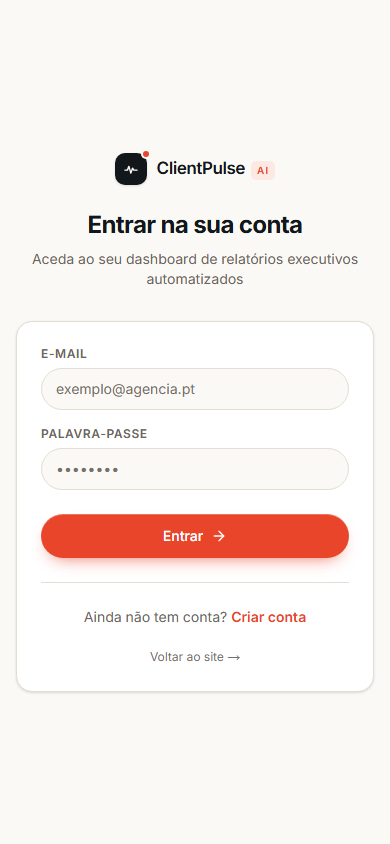 ClientPulse AI
Entrar na sua conta
Aceda ao seu dashboard de relatórios executivos
automatizados
E-MAIL
exemplo@agencia.pt
PALAVRA-PASSE
••••••••
Entrar →
Ainda não tem conta? Criar conta
Voltar ao site →